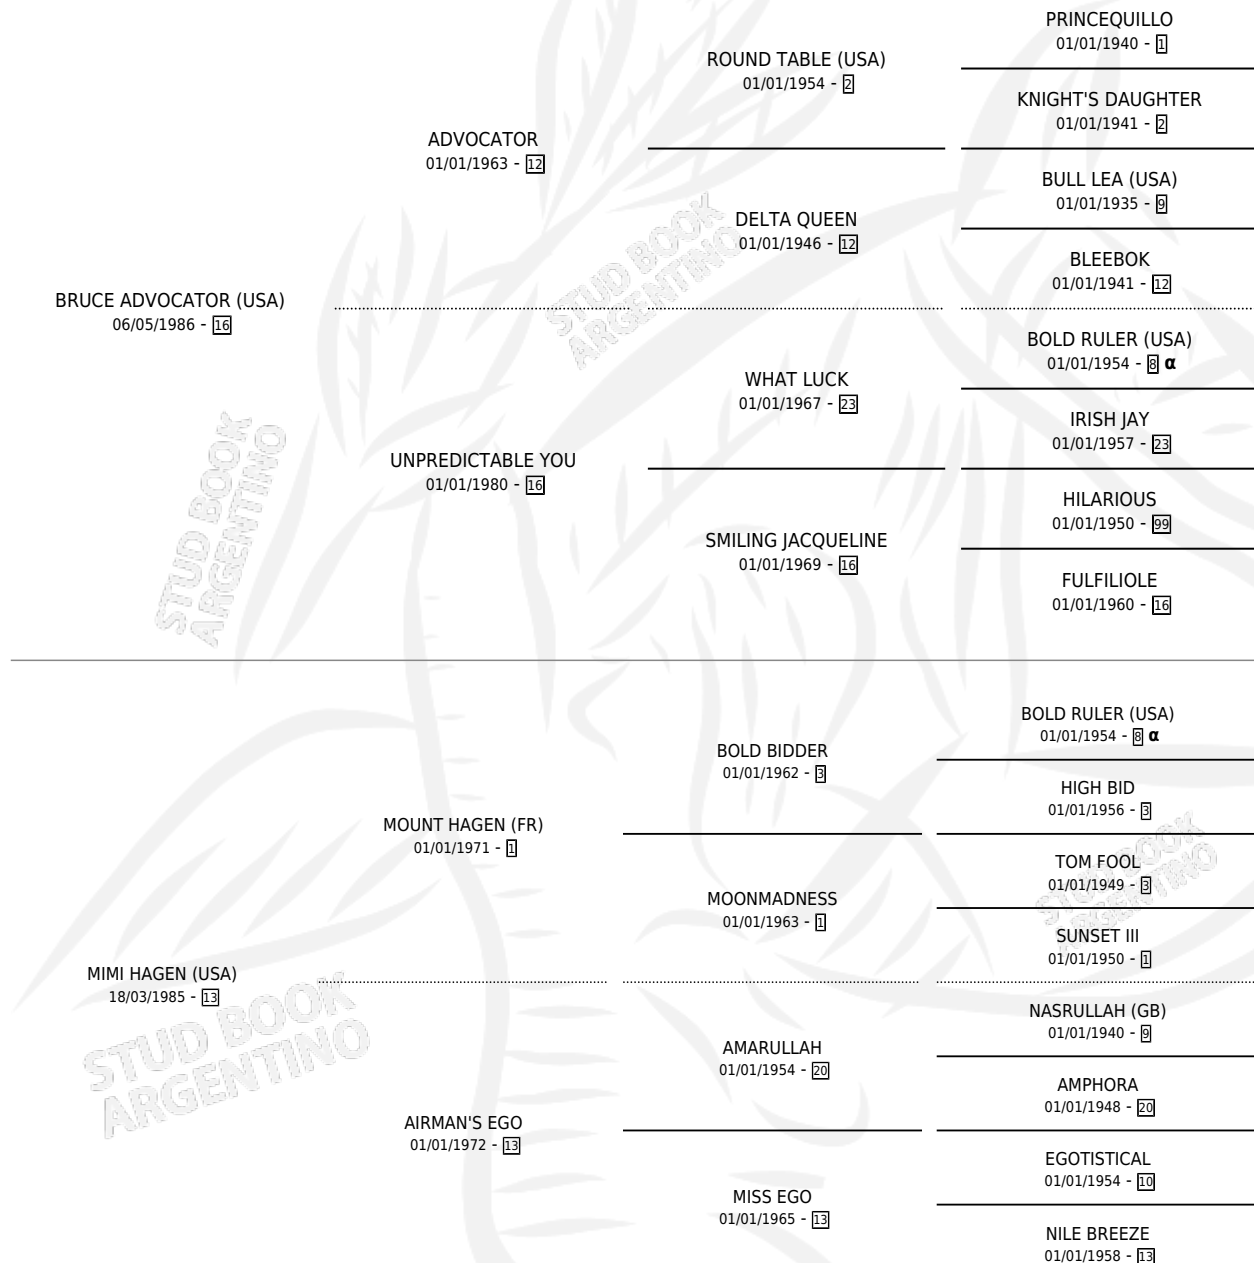 PRINCEQUILLO
01/01/1940 - 1
ROUND TABLE (USA)
01/01/1954 - 2
KNIGHT'S DAUGHTER
01/01/1941 - 2
ADVOCATOR
01/01/1963 - 12
BULL LEA (USA)
01/01/1935 - 9
DELTA QUEEN
01/01/1946 - 12
BLEEBOK
01/01/1941 - 12
BRUCE ADVOCATOR (USA)
06/05/1986 - 16
BOLD RULER (USA)
01/01/1954 - 8 α
WHAT LUCK
01/01/1967 - 23
IRISH JAY
01/01/1957 - 23
UNPREDICTABLE YOU
01/01/1980 - 16
HILARIOUS
01/01/1950 - 99
SMILING JACQUELINE
01/01/1969 - 16
FULFILIOLE
01/01/1960 - 16
BOLD RULER (USA)
01/01/1954 - 8 α
BOLD BIDDER
01/01/1962 - 3
HIGH BID
01/01/1956 - 3
MOUNT HAGEN (FR)
01/01/1971 - 1
TOM FOOL
01/01/1949 - 3
MOONMADNESS
01/01/1963 - 1
SUNSET III
01/01/1950 - 1
MIMI HAGEN (USA)
18/03/1985 - 13
NASRULLAH (GB)
01/01/1940 - 9
AMARULLAH
01/01/1954 - 20
AMPHORA
01/01/1948 - 20
AIRMAN'S EGO
01/01/1972 - 13
EGOTISTICAL
01/01/1954 - 10
MISS EGO
01/01/1965 - 13
NILE BREEZE
01/01/1958 - 13
STUD BOOK
ARGENTINO
STUD BOOK
ARGENTINO
STUD BOOK
ARGENTINO
STUD BOOK
ARGENTINO